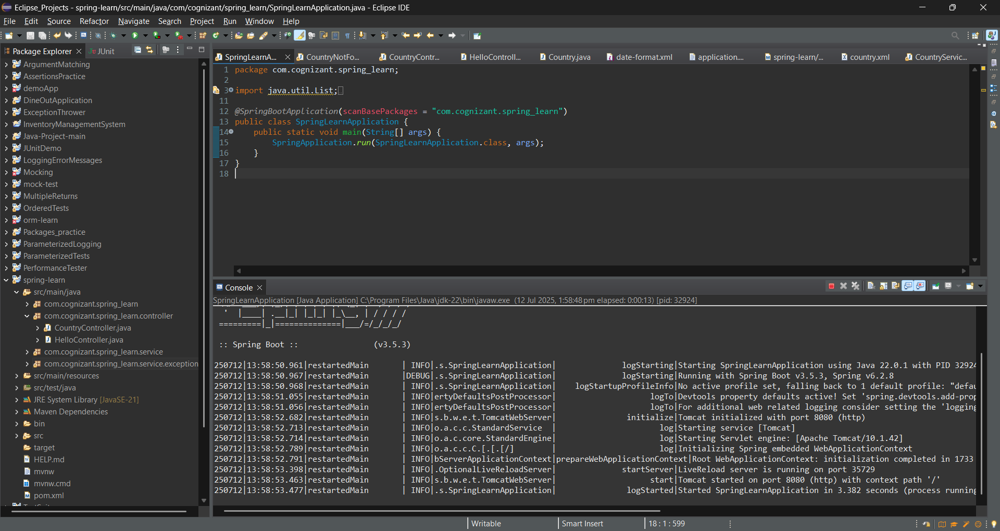 Eclipse_Projects - spring-learn/src/main/java/com/cognizant/spring_learn/SpringLearnApplication.java - Eclipse IDE
File Edit Source Refactor Navigate Search Project Run Window Help
Package Explorer
JUnit
ArgumentMatching
AssertionsPractice
demoApp
DineOutApplication
ExceptionThrower
InventoryManagementSystem
Java-Project-main
JUnitDemo
LoggingErrorMessages
Mocking
mock-test
MultipleReturns
OrderedTests
orm-learn
Packages_practice
ParameterizedLogging
ParameterizedTests
PerformanceTester
spring-learn
src/main/java
com.cognizant.spring_learn
com.cognizant.spring_learn.controller
CountryController.java
HelloController.java
com.cognizant.spring_learn.service
com.cognizant.spring_learn.service.exception
src/main/resources
src/test/java
JRE System Library [JavaSE-21]
Maven Dependencies
bin
src
target
HELP.md
mvnw
mvnw.cmd
pom.xml
SpringLearnA... CountryNotFo... CountryContr... HelloControll... Country.java date-format.xml application.... spring-learn/... country.xml CountryServic...
1 package com.cognizant.spring_learn;
2
3 import java.util.List;
11
12 @SpringBootApplication(scanBasePackages = "com.cognizant.spring_learn")
13 public class SpringLearnApplication {
14 public static void main(String[] args) {
15 SpringApplication.run(SpringLearnApplication.class, args);
16 }
17 }
18
Console
SpringLearnApplication [Java Application] C:\Program Files\Java\jdk-22\bin\javaw.exe (12 Jul 2025, 1:58:48 pm elapsed: 0:00:13) [pid: 32924]
' |____| .__|_| |_|_| |_\__, | / / / /
=========|_|==============|___/=/_/_/_/
:: Spring Boot :: (v3.5.3)
250712|13:58:50.961|restartedMain | INFO|.s.SpringLearnApplication| logStarting|Starting SpringLearnApplication using Java 22.0.1 with PID 32924
250712|13:58:50.967|restartedMain |DEBUG|.s.SpringLearnApplication| logStarting|Running with Spring Boot v3.5.3, Spring v6.2.8
250712|13:58:50.968|restartedMain | INFO|.s.SpringLearnApplication| logStartupProfileInfo|No active profile set, falling back to 1 default profile: "defau
250712|13:58:51.055|restartedMain | INFO|ertyDefaultsPostProcessor| logTo|Devtools property defaults active! Set 'spring.devtools.add-prop
250712|13:58:51.056|restartedMain | INFO|ertyDefaultsPostProcessor| logTo|For additional web related logging consider setting the 'logging
250712|13:58:52.682|restartedMain | INFO|s.b.w.e.t.TomcatWebServer| initialize|Tomcat initialized with port 8080 (http)
250712|13:58:52.713|restartedMain | INFO|o.a.c.c.StandardService | log|Starting service [Tomcat]
250712|13:58:52.714|restartedMain | INFO|o.a.c.core.StandardEngine| log|Starting Servlet engine: [Apache Tomcat/10.1.42]
250712|13:58:52.789|restartedMain | INFO|o.a.c.c.C.[.[.[/] | log|Initializing Spring embedded WebApplicationContext
250712|13:58:52.791|restartedMain | INFO|bServerApplicationContext|prepareWebApplicationContext|Root WebApplicationContext: initialization completed in 1733
250712|13:58:53.398|restartedMain | INFO|.OptionalLiveReloadServer| startServer|LiveReload server is running on port 35729
250712|13:58:53.463|restartedMain | INFO|s.b.w.e.t.TomcatWebServer| start|Tomcat started on port 8080 (http) with context path '/'
250712|13:58:53.477|restartedMain | INFO|.s.SpringLearnApplication| logStarted|Started SpringLearnApplication in 3.382 seconds (process running
Writable Smart Insert 18 : 1 : 599